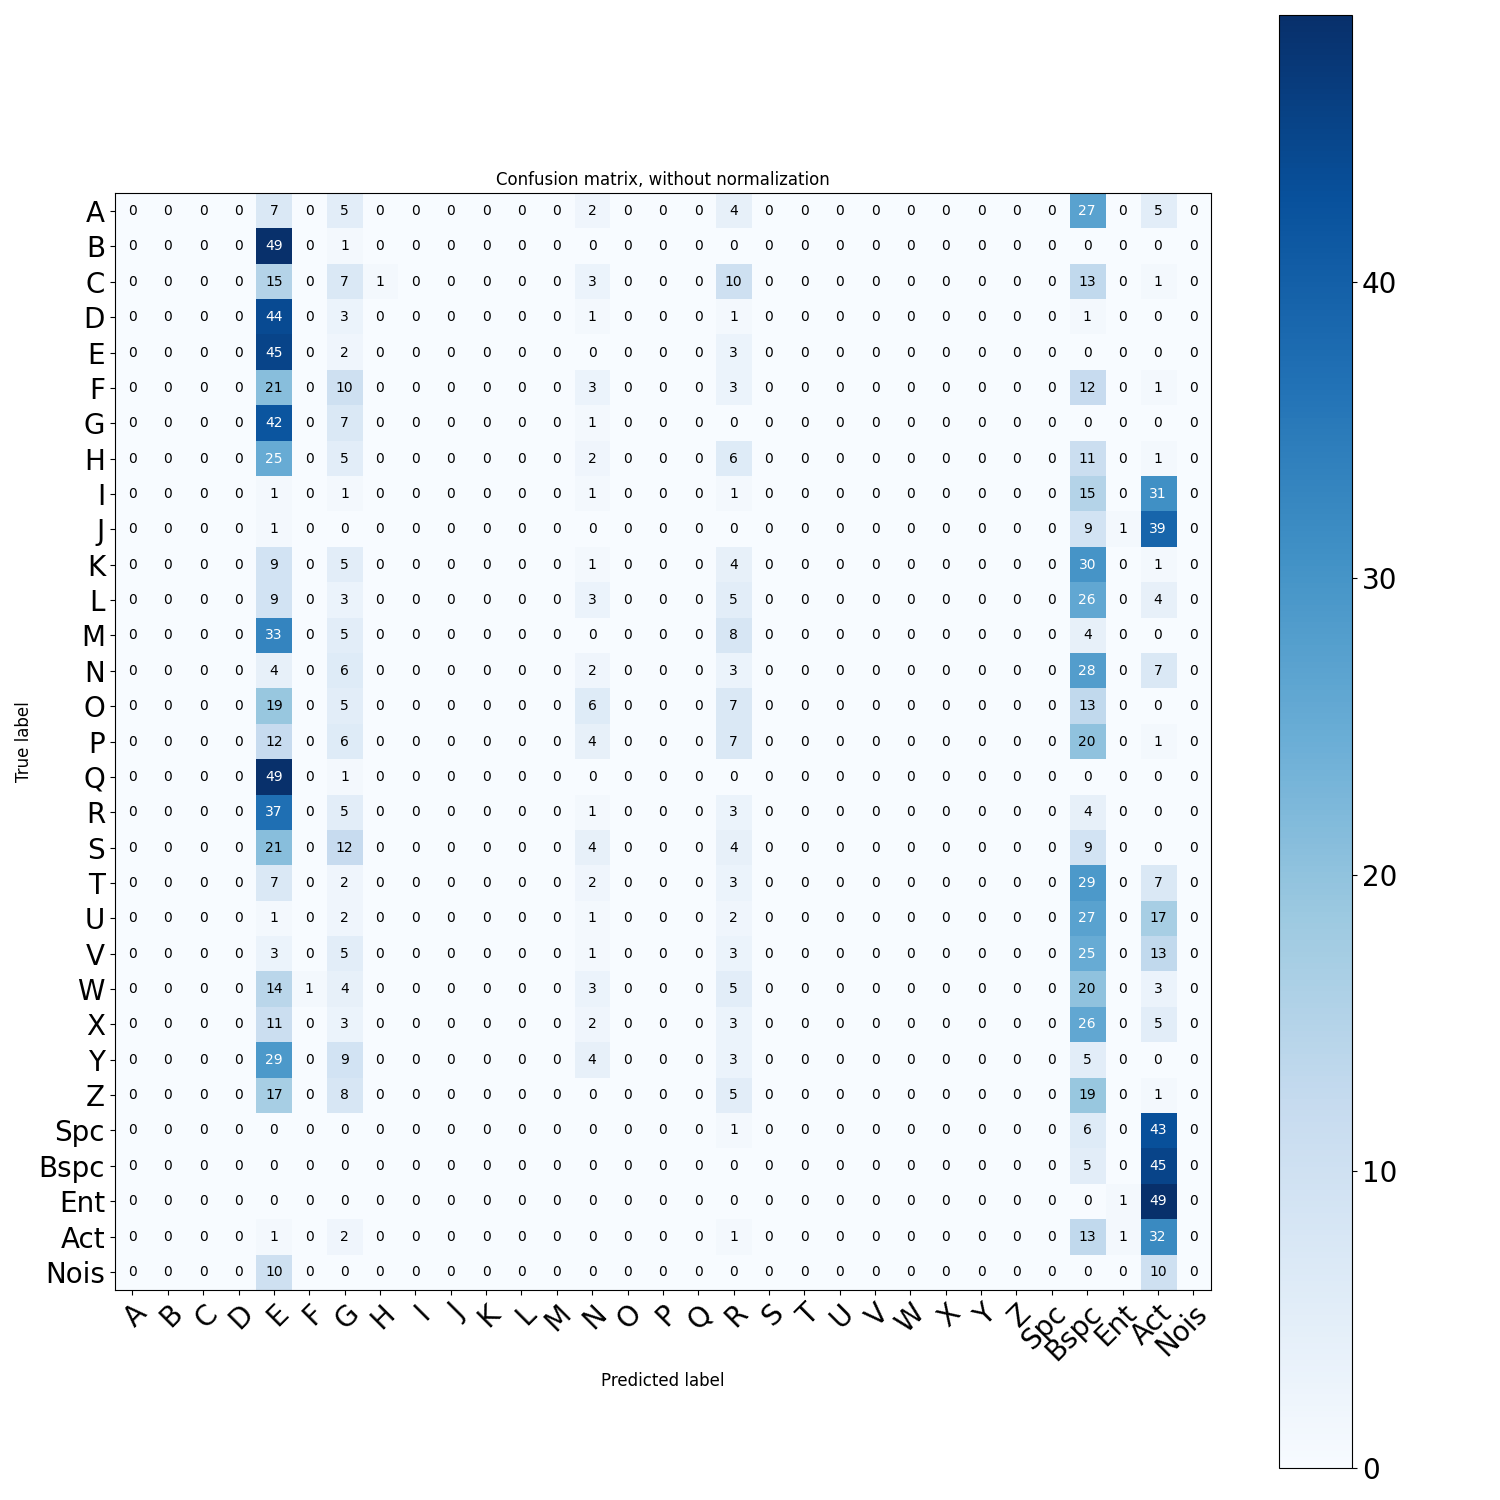 Confusion matrix, without normalization
A 0 0 0 0 7 0 5 0 0 0 0 0 0 2 0 0 0 4 0 0 0 0 0 0 0 0 0 27 0 5 0
B 0 0 0 0 49 0 1 0 0 0 0 0 0 0 0 0 0 0 0 0 0 0 0 0 0 0 0 0 0 0 0
C 0 0 0 0 15 0 7 1 0 0 0 0 0 3 0 0 0 10 0 0 0 0 0 0 0 0 0 13 0 1 0
D 0 0 0 0 44 0 3 0 0 0 0 0 0 1 0 0 0 1 0 0 0 0 0 0 0 0 0 1 0 0 0
E 0 0 0 0 45 0 2 0 0 0 0 0 0 0 0 0 0 3 0 0 0 0 0 0 0 0 0 0 0 0 0
F 0 0 0 0 21 0 10 0 0 0 0 0 0 3 0 0 0 3 0 0 0 0 0 0 0 0 0 12 0 1 0
G 0 0 0 0 42 0 7 0 0 0 0 0 0 1 0 0 0 0 0 0 0 0 0 0 0 0 0 0 0 0 0
H 0 0 0 0 25 0 5 0 0 0 0 0 0 2 0 0 0 6 0 0 0 0 0 0 0 0 0 11 0 1 0
I 0 0 0 0 1 0 1 0 0 0 0 0 0 1 0 0 0 1 0 0 0 0 0 0 0 0 0 15 0 31 0
J 0 0 0 0 1 0 0 0 0 0 0 0 0 0 0 0 0 0 0 0 0 0 0 0 0 0 0 9 1 39 0
K 0 0 0 0 9 0 5 0 0 0 0 0 0 1 0 0 0 4 0 0 0 0 0 0 0 0 0 30 0 1 0
L 0 0 0 0 9 0 3 0 0 0 0 0 0 3 0 0 0 5 0 0 0 0 0 0 0 0 0 26 0 4 0
M 0 0 0 0 33 0 5 0 0 0 0 0 0 0 0 0 0 8 0 0 0 0 0 0 0 0 0 4 0 0 0
N 0 0 0 0 4 0 6 0 0 0 0 0 0 2 0 0 0 3 0 0 0 0 0 0 0 0 0 28 0 7 0
O 0 0 0 0 19 0 5 0 0 0 0 0 0 6 0 0 0 7 0 0 0 0 0 0 0 0 0 13 0 0 0
P 0 0 0 0 12 0 6 0 0 0 0 0 0 4 0 0 0 7 0 0 0 0 0 0 0 0 0 20 0 1 0
Q 0 0 0 0 49 0 1 0 0 0 0 0 0 0 0 0 0 0 0 0 0 0 0 0 0 0 0 0 0 0 0
R 0 0 0 0 37 0 5 0 0 0 0 0 0 1 0 0 0 3 0 0 0 0 0 0 0 0 0 4 0 0 0
S 0 0 0 0 21 0 12 0 0 0 0 0 0 4 0 0 0 4 0 0 0 0 0 0 0 0 0 9 0 0 0
T 0 0 0 0 7 0 2 0 0 0 0 0 0 2 0 0 0 3 0 0 0 0 0 0 0 0 0 29 0 7 0
U 0 0 0 0 1 0 2 0 0 0 0 0 0 1 0 0 0 2 0 0 0 0 0 0 0 0 0 27 0 17 0
V 0 0 0 0 3 0 5 0 0 0 0 0 0 1 0 0 0 3 0 0 0 0 0 0 0 0 0 25 0 13 0
W 0 0 0 0 14 1 4 0 0 0 0 0 0 3 0 0 0 5 0 0 0 0 0 0 0 0 0 20 0 3 0
X 0 0 0 0 11 0 3 0 0 0 0 0 0 2 0 0 0 3 0 0 0 0 0 0 0 0 0 26 0 5 0
Y 0 0 0 0 29 0 9 0 0 0 0 0 0 4 0 0 0 3 0 0 0 0 0 0 0 0 0 5 0 0 0
Z 0 0 0 0 17 0 8 0 0 0 0 0 0 0 0 0 0 5 0 0 0 0 0 0 0 0 0 19 0 1 0
Spc 0 0 0 0 0 0 0 0 0 0 0 0 0 0 0 0 0 1 0 0 0 0 0 0 0 0 0 6 0 43 0
Bspc 0 0 0 0 0 0 0 0 0 0 0 0 0 0 0 0 0 0 0 0 0 0 0 0 0 0 0 5 0 45 0
Ent 0 0 0 0 0 0 0 0 0 0 0 0 0 0 0 0 0 0 0 0 0 0 0 0 0 0 0 0 1 49 0
Act 0 0 0 0 1 0 2 0 0 0 0 0 0 0 0 0 0 1 0 0 0 0 0 0 0 0 0 13 1 32 0
Nois 0 0 0 0 10 0 0 0 0 0 0 0 0 0 0 0 0 0 0 0 0 0 0 0 0 0 0 0 0 10 0
A B C D E F G H I J K L M N O P Q R S T U V W X Y Z Spc Bspc Ent Act Nois
Predicted label
True label
40
30
20
10
0